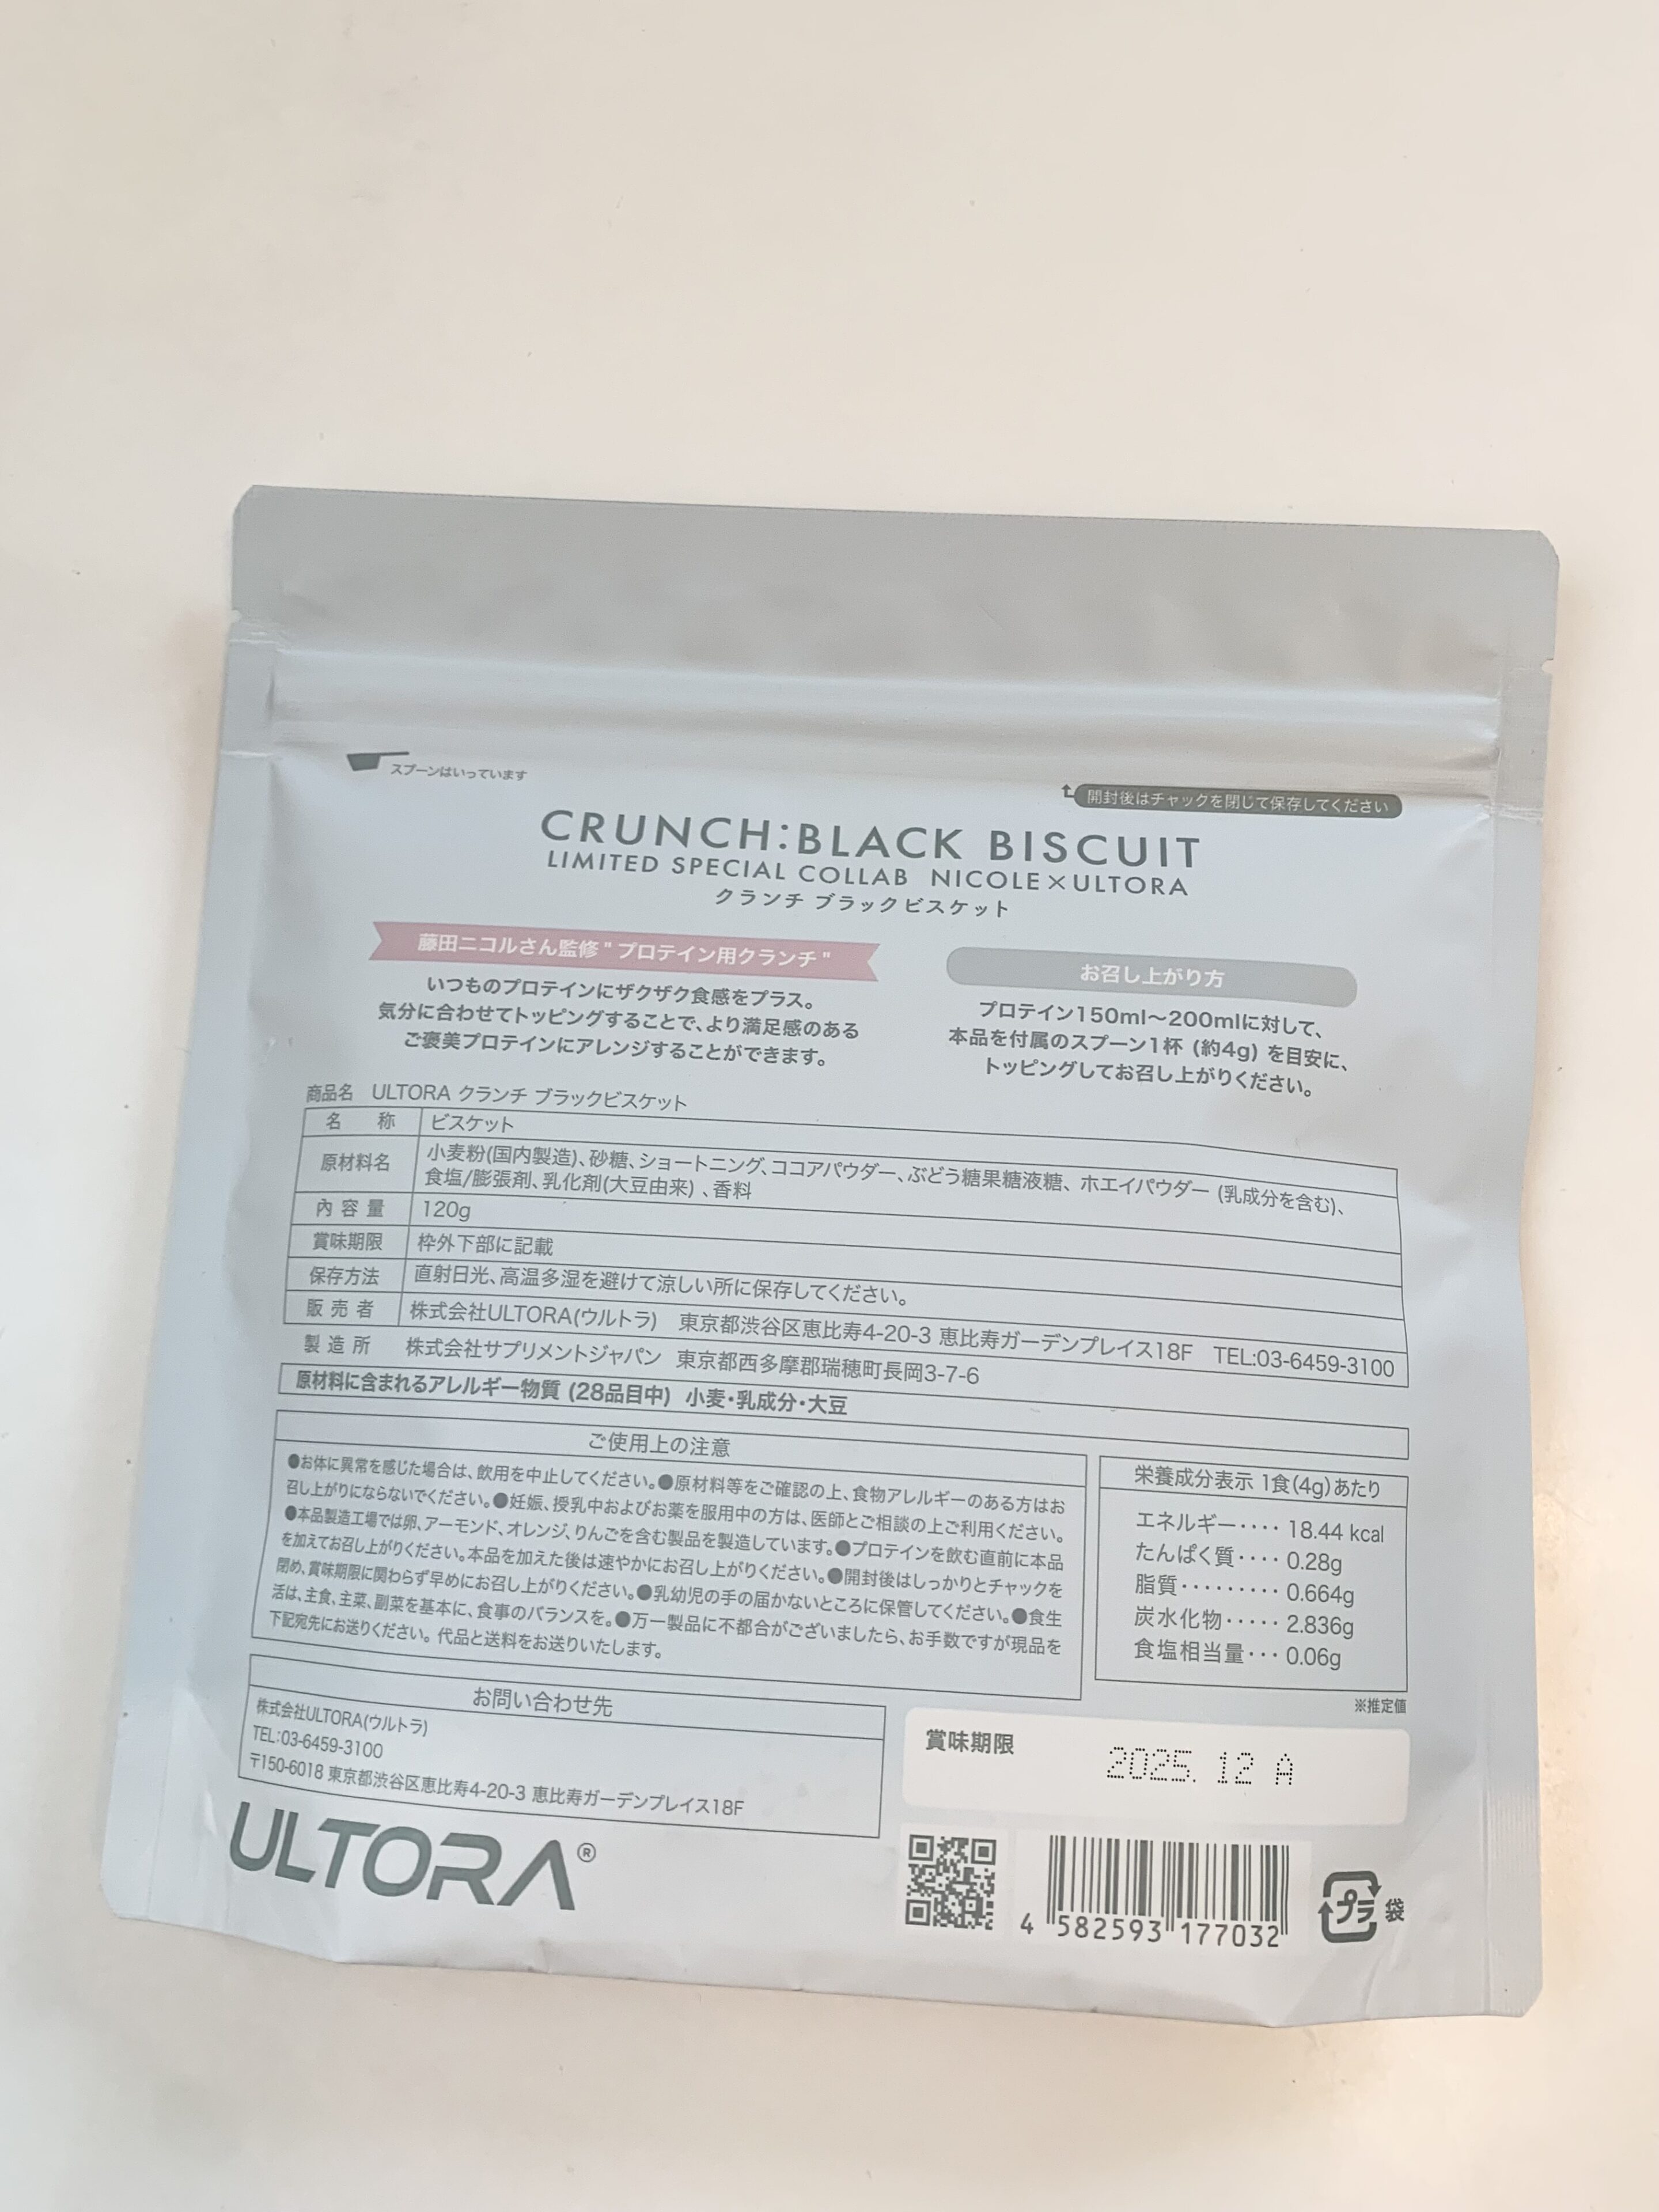 スプーンはいっています
開封後はチャックを閉じて保存してください
CRUNCH:BLACK BISCUIT
LIMITED SPECIAL COLLAB NICOLE×ULTORA
クランチ ブラックビスケット
藤田ニコルさん監修"プロテイン用クランチ"
いつものプロテインにザクザク食感をプラス。
気分に合わせてトッピングすることで、より満足感のある
ご褒美プロテインにアレンジすることができます。
お召し上がり方
プロテイン150ml〜200mlに対して、
本品を付属のスプーン1杯 (約4g) を目安に、
トッピングしてお召し上がりください。
商品名 ULTORA クランチ ブラックビスケット
名 称 ビスケット
原材料名 小麦粉(国内製造)、砂糖、ショートニング、ココアパウダー、ぶどう糖果糖液糖、ホエイパウダー (乳成分を含む)、
食塩/膨張剤、乳化剤(大豆由来) 、香料
内容量 120g
賞味期限 枠外下部に記載
保存方法 直射日光、高温多湿を避けて涼しい所に保存してください。
販売者 株式会社ULTORA(ウルトラ) 東京都渋谷区恵比寿4-20-3 恵比寿ガーデンプレイス18F TEL:03-6459-3100
製造所 株式会社サプリメントジャパン 東京都西多摩郡瑞穂町長岡3-7-6
原材料に含まれるアレルギー物質 (28品目中) 小麦・乳成分・大豆
ご使用上の注意
●お体に異常を感じた場合は、飲用を中止してください。●原材料等をご確認の上、食物アレルギーのある方はお
召し上がりにならないでください。●妊娠、授乳中およびお薬を服用中の方は、医師とご相談の上ご利用ください。
●本品製造工場では卵、アーモンド、オレンジ、りんごを含む製品を製造しています。●プロテインを飲む直前に本品
を加えてお召し上がりください。本品を加えた後は速やかにお召し上がりください。●開封後はしっかりとチャックを
閉め、賞味期限に関わらず早めにお召し上がりください。●乳幼児の手の届かないところに保管してください。●食生
活は、主食、主菜、副菜を基本に、食事のバランスを。●万一製品に不都合がございましたら、お手数ですが現品を
下記宛先にお送りください。代品と送料をお送りいたします。
栄養成分表示 1食(4g)あたり
エネルギー････ 18.44 kcal
たんぱく質････ 0.28g
脂質･････････ 0.664g
炭水化物･････ 2.836g
食塩相当量･･･ 0.06g
※推定値
お問い合わせ先
株式会社ULTORA(ウルトラ)
TEL:03-6459-3100
〒150-6018 東京都渋谷区恵比寿4-20-3 恵比寿ガーデンプレイス18F
賞味期限 2025. 12 A
ULTORA®
4 582593 177032
プラ 袋